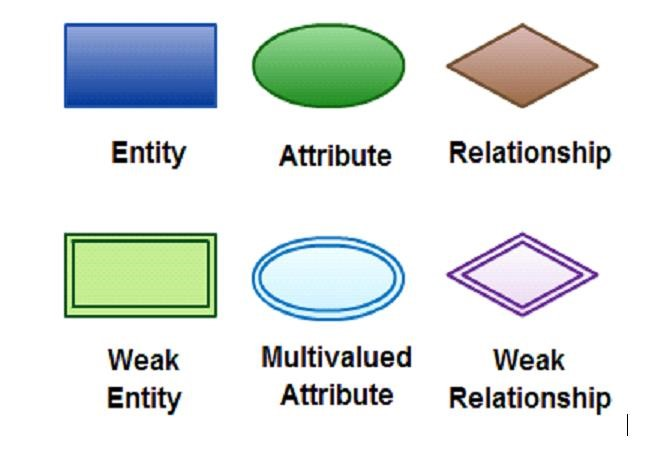 Entity
Attribute
Relationship
Weak
Entity
Multivalued
Attribute
Weak
Relationship